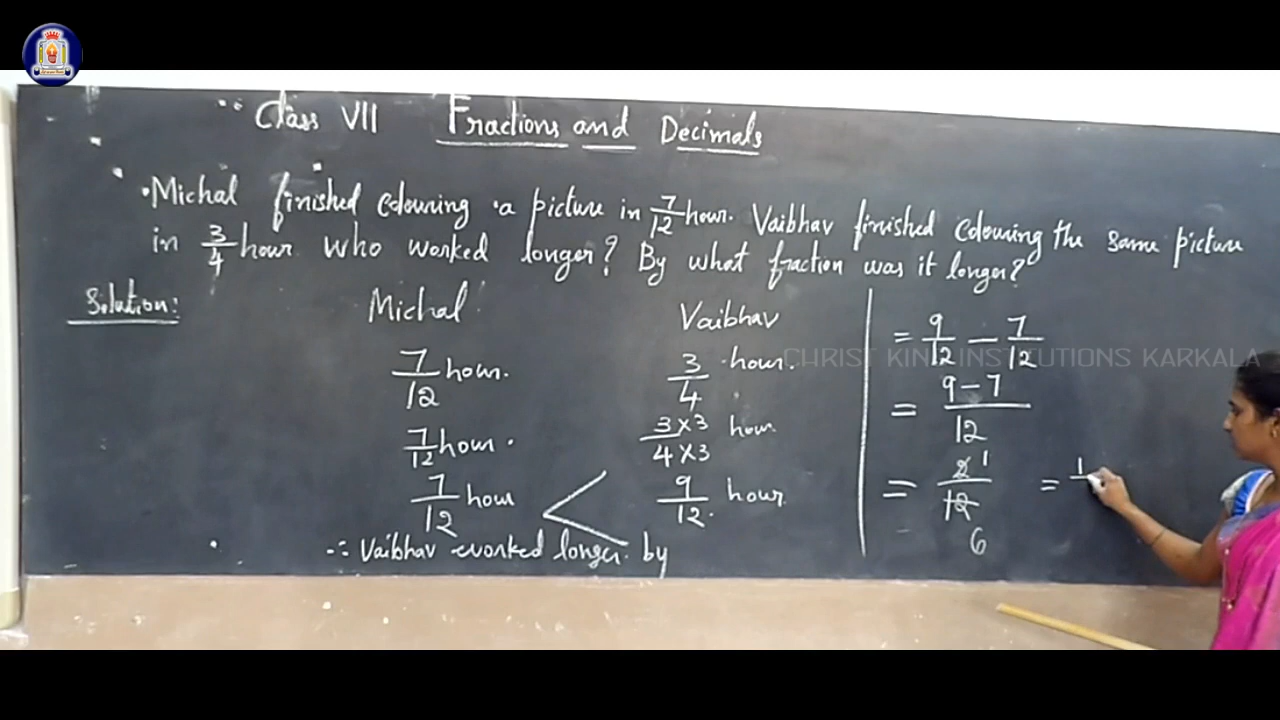 Class VII Fractions and Decimals
Michal finished colouring a picture in 7/12 hour. Vaibhav finished colouring the same picture
in 3/4 hour. Who worked longer? By what fraction was it longer?
Solution:
Michal
7/12 hour.
7/12 hour.
7/12 hour <
Vaibhav
3/4 hour.
3×3/4×3 hour
9/12. hour.
∴ Vaibhav worked longer by
= 9/12 − 7/12
= 9−7/12
= 2 1/12 6 = 1
CHRIST KING INSTITUTIONS KARKALA